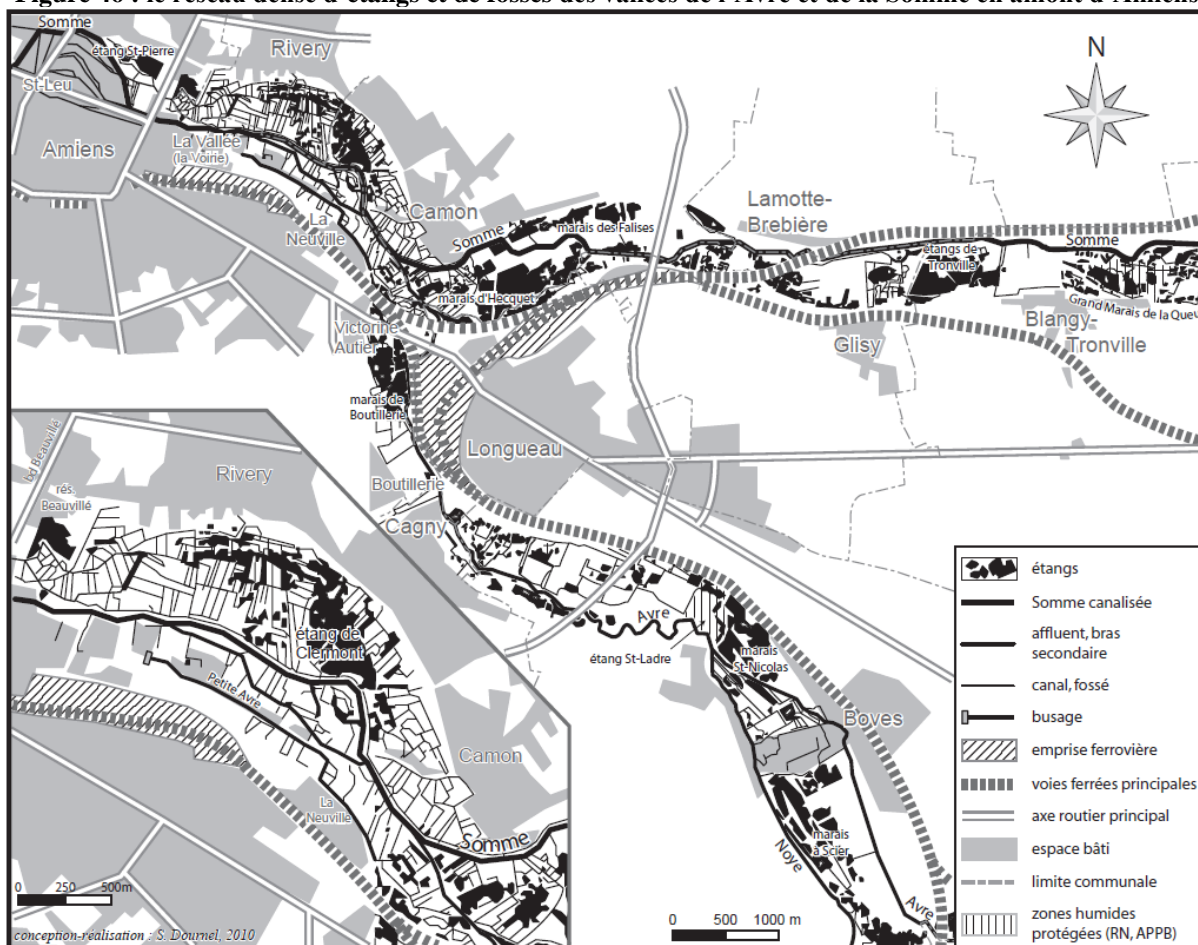 Figure 40 : le réseau dense d'étangs et de fossés des vallées de l'Avre et de la Somme en amont d'Amiens
Somme
étang St-Pierre
Rivery
N
St-Leu
Amiens
La Vallée
(la Voirie)
La
Neuville
Camon
Somme
marais des Falises
Lamotte-
Brebière
étangs de
Tronville
Somme
marais d'Hecquet
Grand Marais de la Queu
Victorine
Autier
Glisy
Blangy-
Tronville
marais de
Boutillerie
Longueau
Boutillerie
Cagny
Avre
étang St-Ladre
marais
St-Nicolas
Boves
marais
à Scier
Noye
Avre
0 500 1000 m
bd Beauvillé
rés.
Beauvillé
Rivery
étang de
Clermont
Petite Avre
Camon
La
Neuville
Somme
0 250 500m
conception-réalisation : S. Dournel, 2010
étangs
Somme canalisée
affluent, bras
secondaire
canal, fossé
busage
emprise ferrovière
voies ferrées principales
axe routier principal
espace bâti
limite communale
zones humides
protégées (RN, APPB)